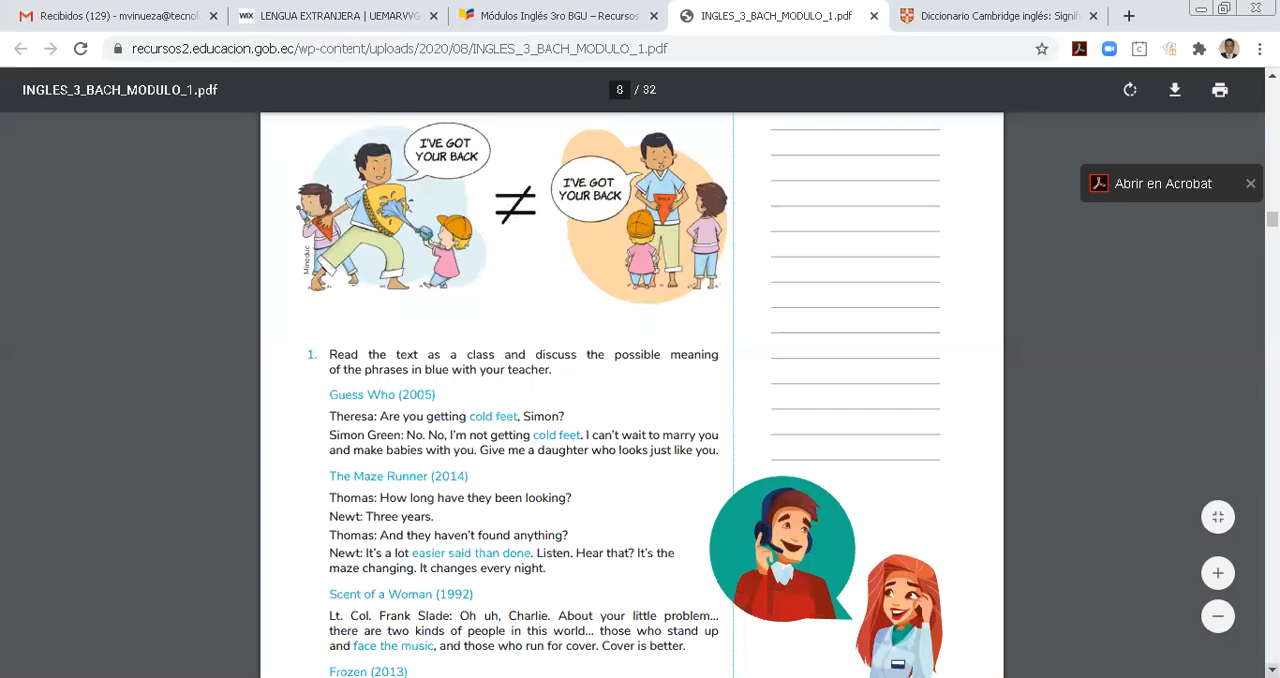 Recibidos (129) - mvinueza@tecnol
LENGUA EXTRANJERA | UEMARVVG
Módulos Inglés 3ro BGU – Recursos
INGLES_3_BACH_MODULO_1.pdf
Diccionario Cambridge inglés: Signif
recursos2.educacion.gob.ec/wp-content/uploads/2020/08/INGLES_3_BACH_MODULO_1.pdf
INGLES_3_BACH_MODULO_1.pdf
8 / 32
Abrir en Acrobat
I'VE GOT
YOUR BACK
≠
I'VE GOT
YOUR BACK
Mineduc
1. Read the text as a class and discuss the possible meaning
of the phrases in blue with your teacher.
Guess Who (2005)
Theresa: Are you getting cold feet, Simon?
Simon Green: No. No, I'm not getting cold feet. I can't wait to marry you
and make babies with you. Give me a daughter who looks just like you.
The Maze Runner (2014)
Thomas: How long have they been looking?
Newt: Three years.
Thomas: And they haven't found anything?
Newt: It's a lot easier said than done. Listen. Hear that? It's the
maze changing. It changes every night.
Scent of a Woman (1992)
Lt. Col. Frank Slade: Oh uh, Charlie. About your little problem...
there are two kinds of people in this world... those who stand up
and face the music, and those who run for cover. Cover is better.
Frozen (2013)